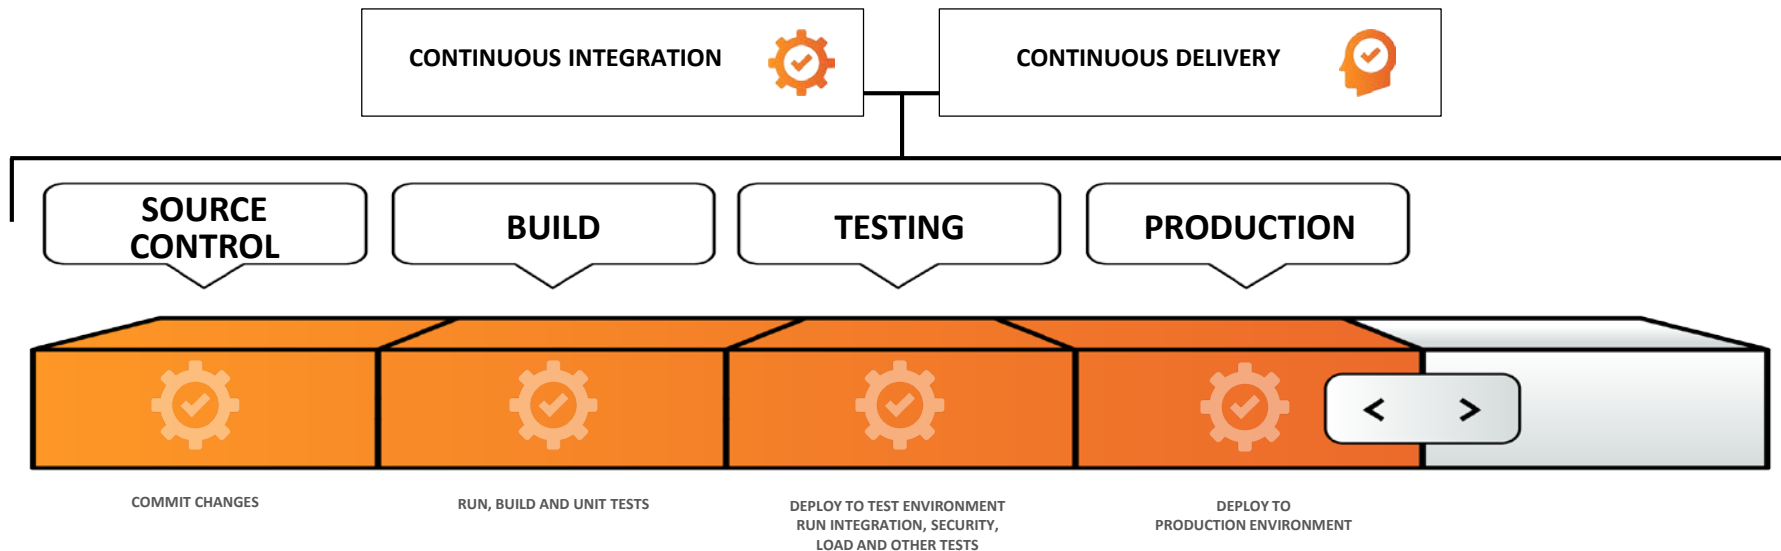 CONTINUOUS INTEGRATION
CONTINUOUS DELIVERY
SOURCE
CONTROL
BUILD
TESTING
PRODUCTION
< >
COMMIT CHANGES
RUN, BUILD AND UNIT TESTS
DEPLOY TO TEST ENVIRONMENT
RUN INTEGRATION, SECURITY,
LOAD AND OTHER TESTS
DEPLOY TO
PRODUCTION ENVIRONMENT